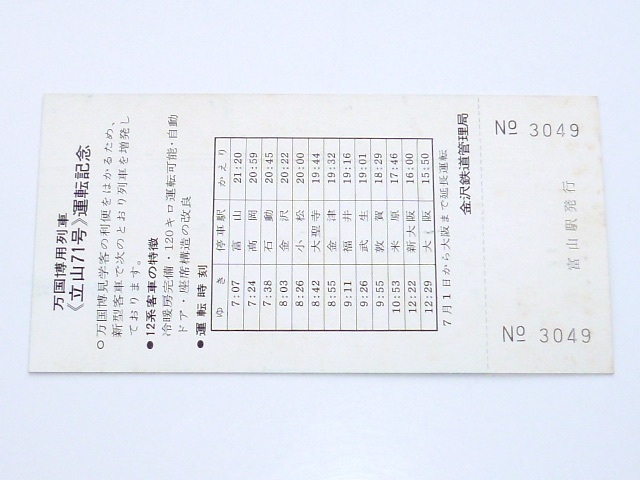 万国博用列車
《立山71号》運転記念
○万国博見学客の利便をはかるため、
新型客車で次のとおり列車を増発し
ております。
●12系客車の特徴
冷暖房完備・120キロ運転可能・自動
ドア・座席構造の改良
●運転時刻
ゆき 停車駅 かえり
7:07 富山 21:20
7:24 高岡 20:59
7:38 石動 20:45
8:03 金沢 20:22
8:26 小松 20:00
8:42 大聖寺 19:44
8:55 金津 19:32
9:11 福井 19:16
9:26 武生 19:01
9:55 敦賀 18:29
10:53 米原 17:46
12:22 新大阪 16:00
12:29 大阪 15:50
7月1日から大阪まで延長運転
金沢鉄道管理局
№ 3049
富山駅発行
№ 3049